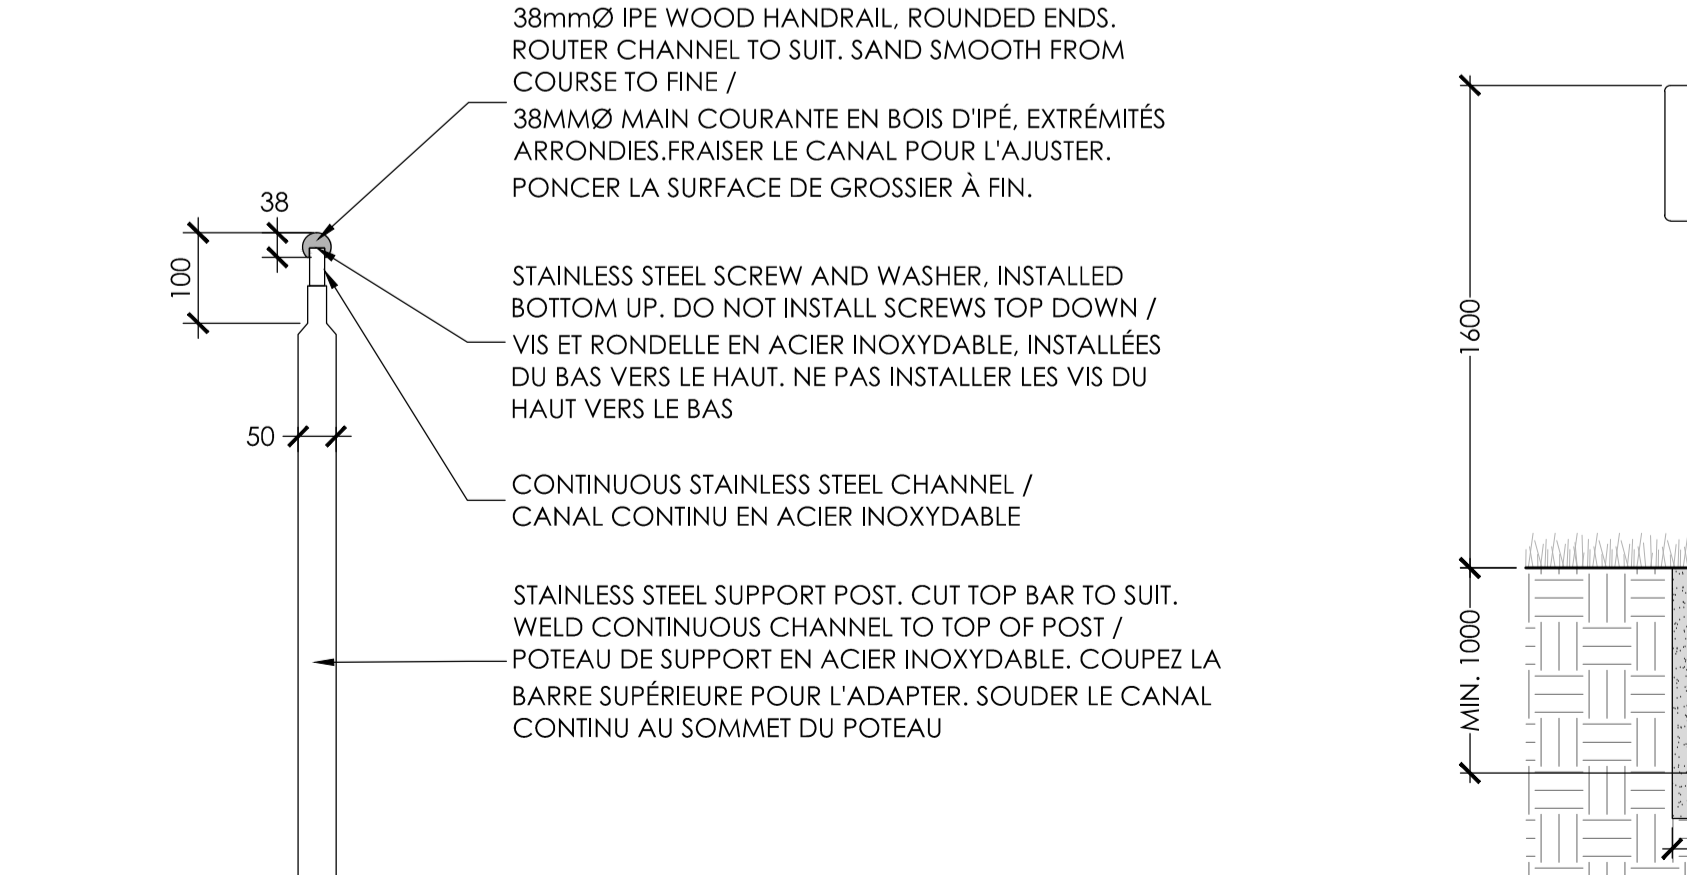 38mmØ IPE WOOD HANDRAIL, ROUNDED ENDS.
ROUTER CHANNEL TO SUIT. SAND SMOOTH FROM
COURSE TO FINE /
38MMØ MAIN COURANTE EN BOIS D'IPÉ, EXTRÉMITÉS
ARRONDIES.FRAISER LE CANAL POUR L'AJUSTER.
PONCER LA SURFACE DE GROSSIER À FIN.
38
100
STAINLESS STEEL SCREW AND WASHER, INSTALLED
BOTTOM UP. DO NOT INSTALL SCREWS TOP DOWN /
VIS ET RONDELLE EN ACIER INOXYDABLE, INSTALLÉES
DU BAS VERS LE HAUT. NE PAS INSTALLER LES VIS DU
HAUT VERS LE BAS
50
CONTINUOUS STAINLESS STEEL CHANNEL /
CANAL CONTINU EN ACIER INOXYDABLE
STAINLESS STEEL SUPPORT POST. CUT TOP BAR TO SUIT.
WELD CONTINUOUS CHANNEL TO TOP OF POST /
POTEAU DE SUPPORT EN ACIER INOXYDABLE. COUPEZ LA
BARRE SUPÉRIEURE POUR L'ADAPTER. SOUDER LE CANAL
CONTINU AU SOMMET DU POTEAU
1600
MIN. 1000